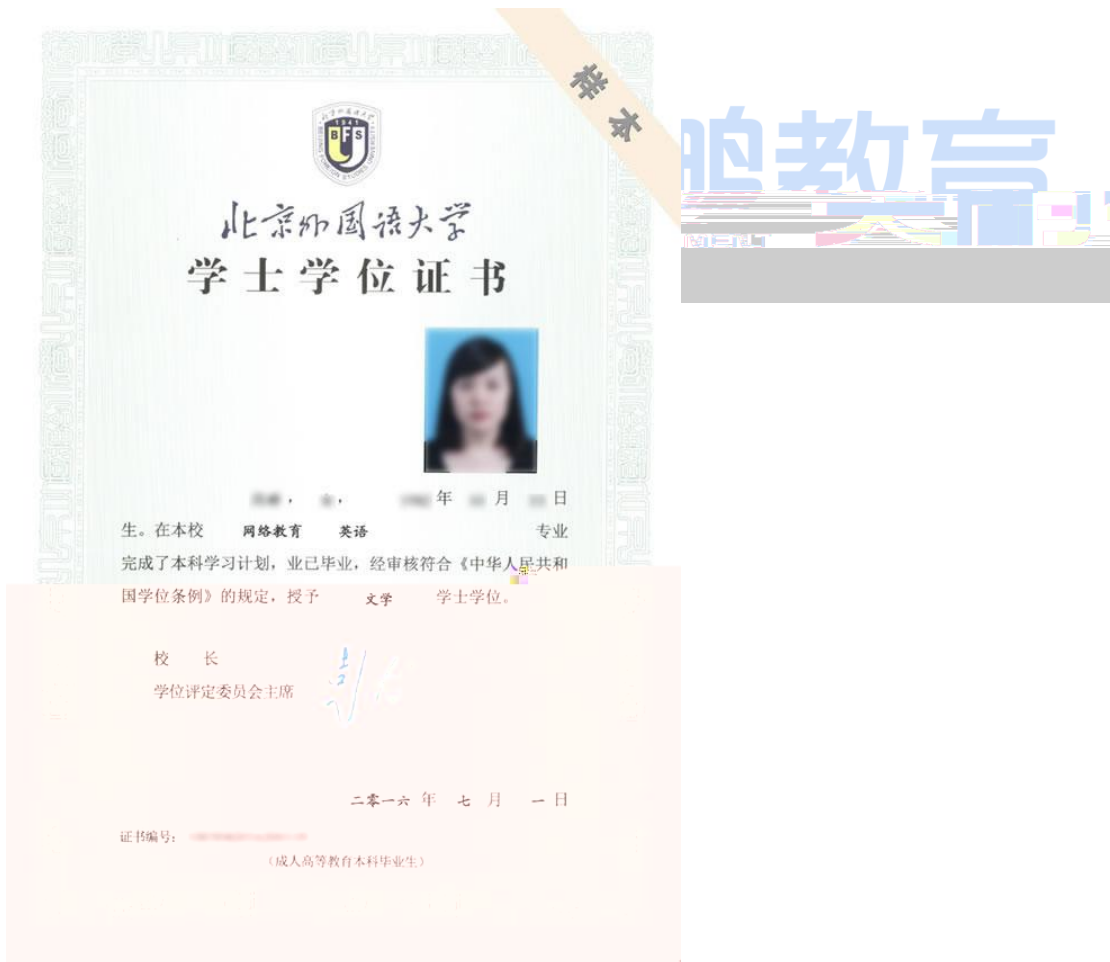 样本
鹏教育
1941
BFSU
北京外国语大学
学士学位证书
， ， 年 月 日
生。在本校 网络教育 英语 专业
完成了本科学习计划，业已毕业，经审核符合《中华人民共和
国学位条例》的规定，授予 文学 学士学位。
校 长
学位评定委员会主席
二零一六 年 七 月 一 日
证书编号：
（成人高等教育本科毕业生）